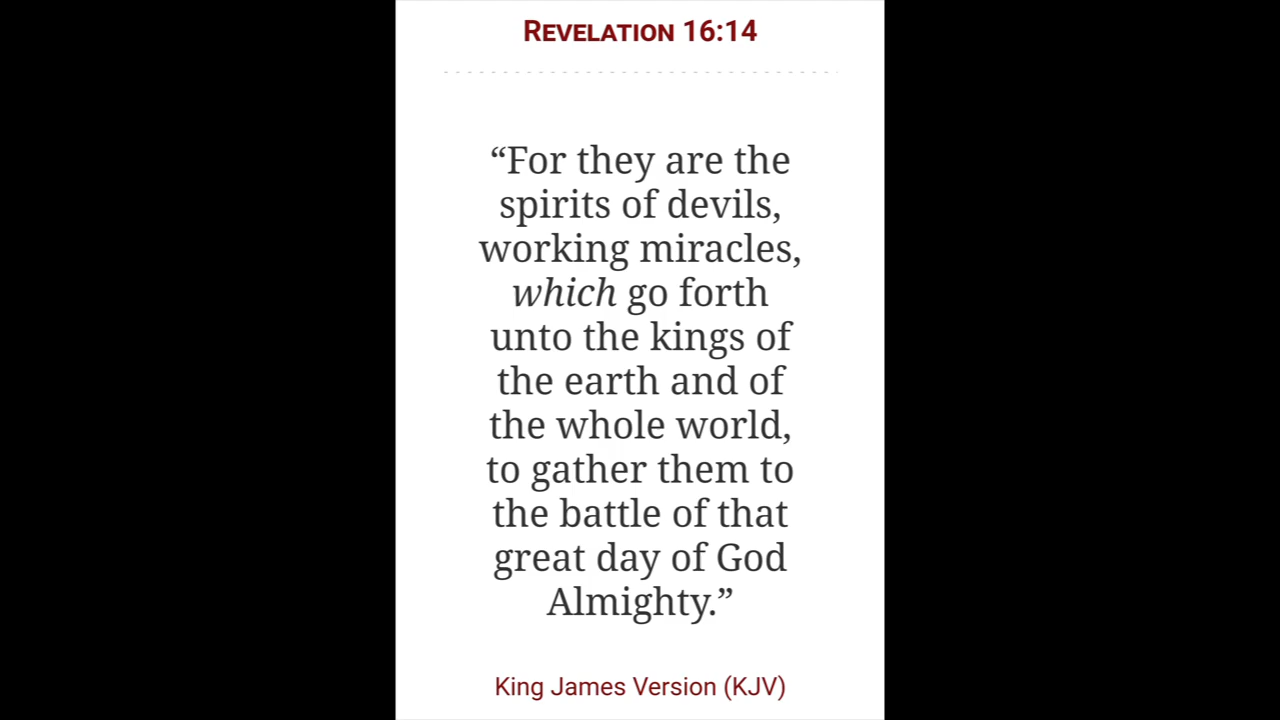 REVELATION 16:14
“For they are the
spirits of devils,
working miracles,
which go forth
unto the kings of
the earth and of
the whole world,
to gather them to
the battle of that
great day of God
Almighty.”
King James Version (KJV)